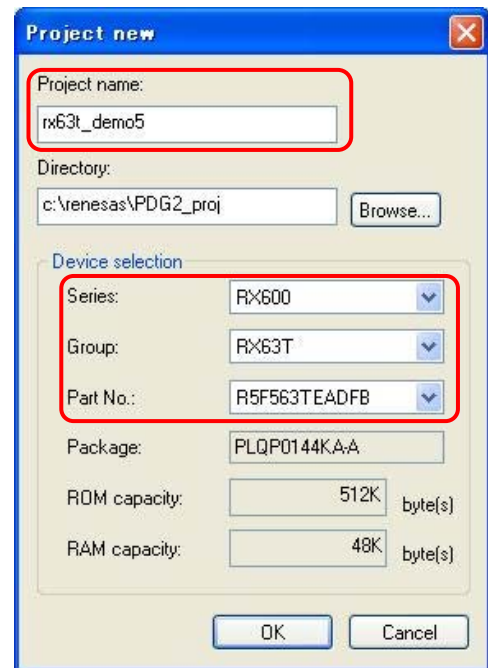 Project new
Project name:
rx63t_demo5
Directory:
c:\renesas\PDG2_proj
Browse...
Device selection
Series: RX600
Group: RX63T
Part No.: R5F563TEADFB
Package: PLQP0144KA-A
ROM capacity: 512K byte(s)
RAM capacity: 48K byte(s)
OK Cancel